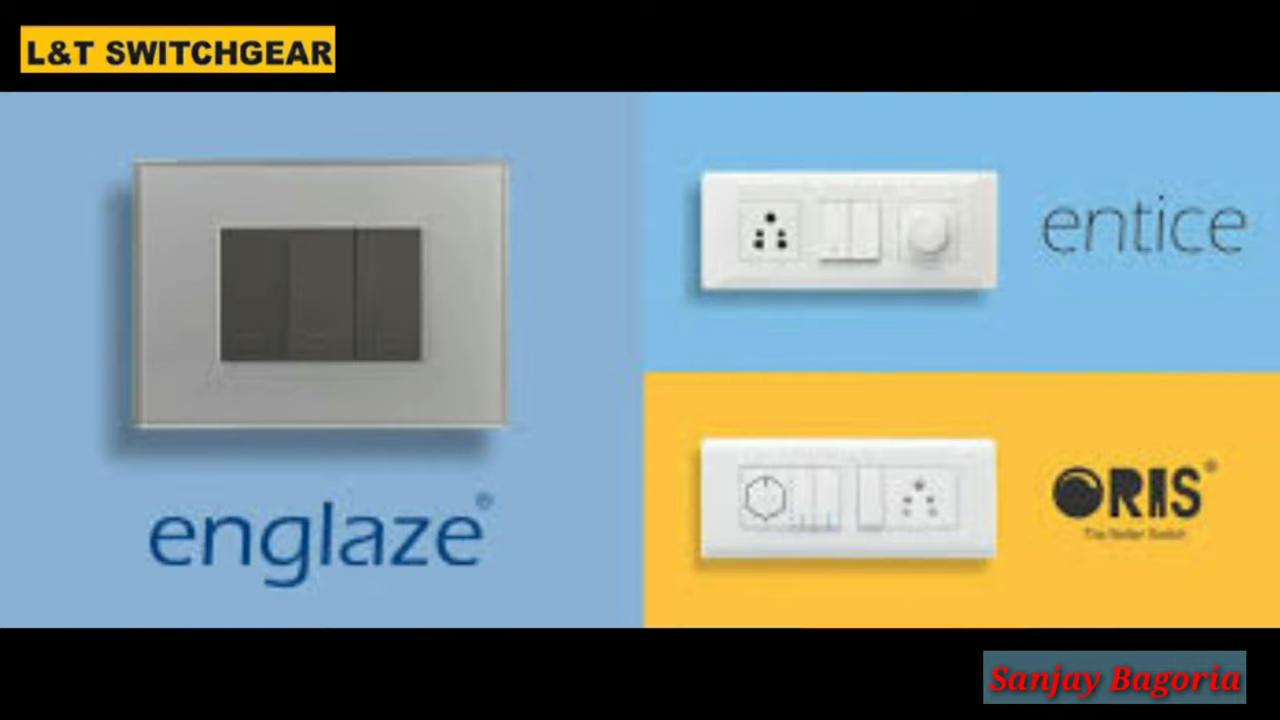 L&T SWITCHGEAR
englaze®
entice
ORIS®
Sanjay Bagoria